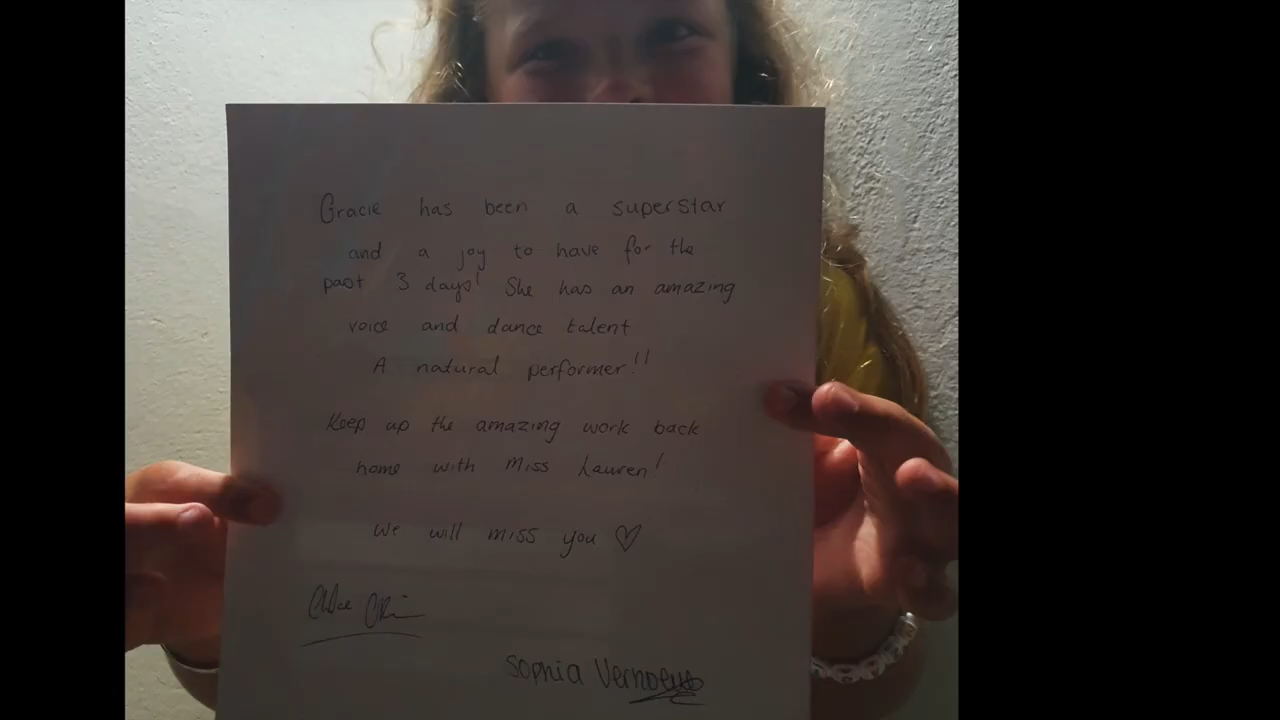 Gracie has been a superstar
and a joy to have for the
past 3 days! She has an amazing
voice and dance talent
A natural performer!!
Keep up the amazing work back
home with Miss Lauren!
We will miss you ♡
Chloe
Sophia